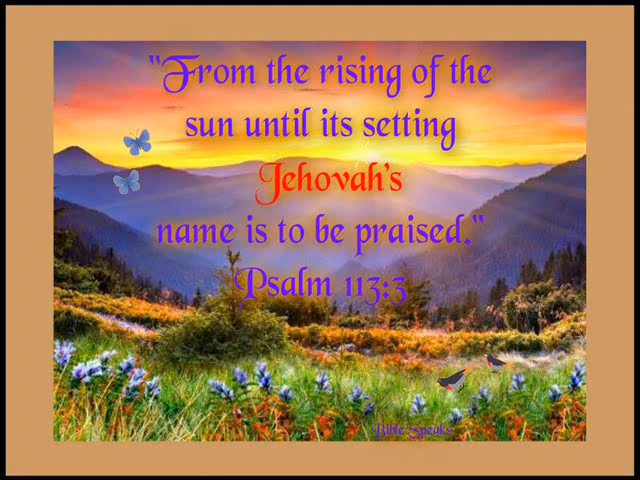 "From the rising of the
sun until its setting
Jehovah's
name is to be praised."
Psalm 113:3
Bible Speaks